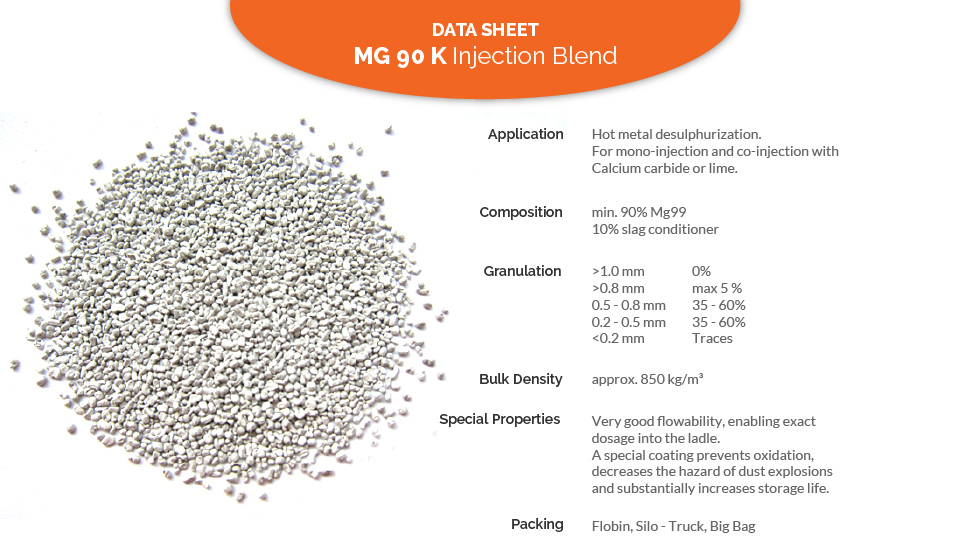 DATA SHEET
MG 90 K Injection Blend
Application
Hot metal desulphurization.
For mono-injection and co-injection with
Calcium carbide or lime.
Composition
min. 90% Mg99
10% slag conditioner
Granulation
>1.0 mm 0%
>0.8 mm max 5 %
0.5 - 0.8 mm 35 - 60%
0.2 - 0.5 mm 35 - 60%
<0.2 mm Traces
Bulk Density
approx. 850 kg/m³
Special Properties
Very good flowability, enabling exact
dosage into the ladle.
A special coating prevents oxidation,
decreases the hazard of dust explosions
and substantially increases storage life.
Packing
Flobin, Silo - Truck, Big Bag